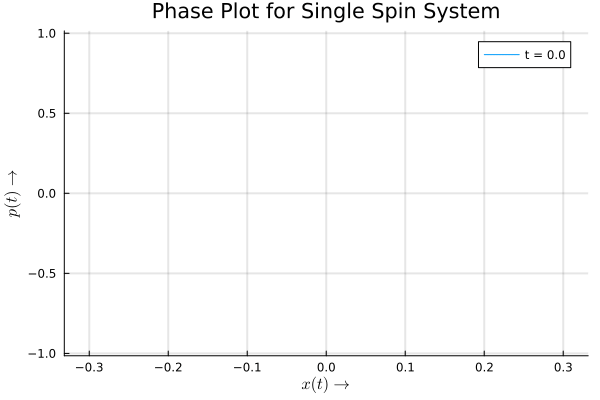 Phase Plot for Single Spin System
t = 0.0
p(t) →
1.0
0.5
0.0
−0.5
−1.0
−0.3 −0.2 −0.1 0.0 0.1 0.2 0.3
x(t) →